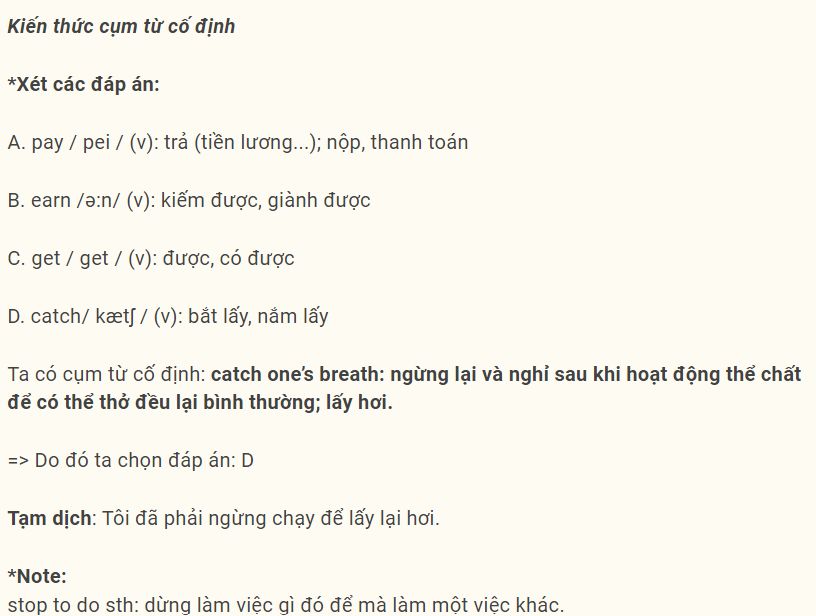 Kiến thức cụm từ cố định
*Xét các đáp án:
A. pay / pei / (v): trả (tiền lương...); nộp, thanh toán
B. earn /ə:n/ (v): kiếm được, giành được
C. get / get / (v): được, có được
D. catch/ kætʃ / (v): bắt lấy, nắm lấy
Ta có cụm từ cố định: catch one’s breath: ngừng lại và nghỉ sau khi hoạt động thể chất
để có thể thở đều lại bình thường; lấy hơi.
=> Do đó ta chọn đáp án: D
Tạm dịch: Tôi đã phải ngừng chạy để lấy lại hơi.
*Note:
stop to do sth: dừng làm việc gì đó để mà làm một việc khác.